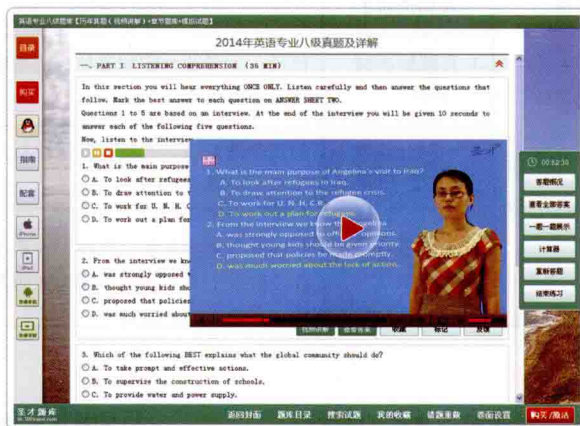 英语专业八级题库【历年真题（视频讲解）+章节题库+模拟试题】
目录
购买
指南
配套
iPhone
iPad
2014年英语专业八级真题及详解
一、PART I LISTENING COMPREHENSION (35 MIN)
In this section you will hear everything ONCE ONLY. Listen carefully and then answer the questions that
follow. Mark the best answer to each question on ANSWER SHEET TWO.
Questions 1 to 5 are based on an interview. At the end of the interview you will be given 10 seconds to
answer each of the following five questions.
Now, listen to the interview.
1. What is the main purpose
A. To look after refugees
B. To draw attention to t
C. To work for U. N. H. C
D. To work out a plan for
2. From the interview we kn
A. was strongly opposed t
B. thought young kids sho
C. proposed that policies
D. was much worried about
1. What is the main purpose of Angelina's visit to Iraq?
A. To look after refugees in Iraq.
B. To draw attention to the refugee crisis.
C. To work for U. N. H. C.R.
D. To work out a plan for refugees.
2. From the interview we know that Angelina
A. was strongly opposed to official opinions.
B. thought young kids should be given priority.
C. proposed that policies be made promptly.
D. was much worried about the lack of action.
视频讲解 查看答案 收藏 标记 反馈
3. Which of the following BEST explains what the global community should do?
A. To take prompt and effective actions.
B. To supervise the construction of schools.
C. To provide water and power supply.
00:52:30
答题情况
查看全部答案
一题一题展示
计算器
重新答题
结束练习
圣才题库
返回封面 题库目录 搜索试题 我的收藏 错题重做 界面设置 购买/激活